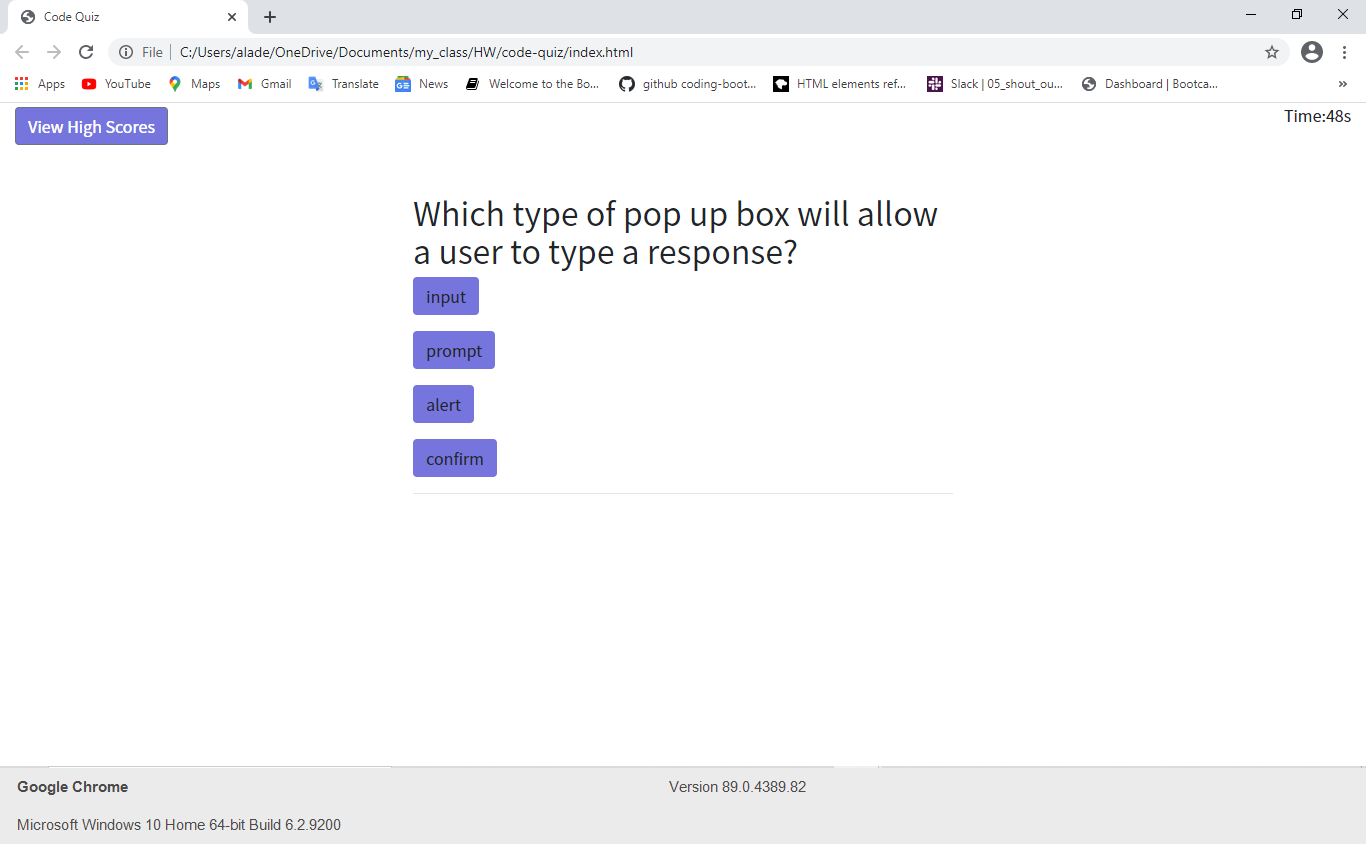 Code Quiz
File
C:/Users/alade/OneDrive/Documents/my_class/HW/code-quiz/index.html
Apps
YouTube
Maps
Gmail
Translate
News
Welcome to the Bo...
github coding-boot...
HTML elements ref...
Slack | 05_shout_ou...
Dashboard | Bootca...
View High Scores
Time:48s
Which type of pop up box will allow
a user to type a response?
input
prompt
alert
confirm
Google Chrome
Version 89.0.4389.82
Microsoft Windows 10 Home 64-bit Build 6.2.9200